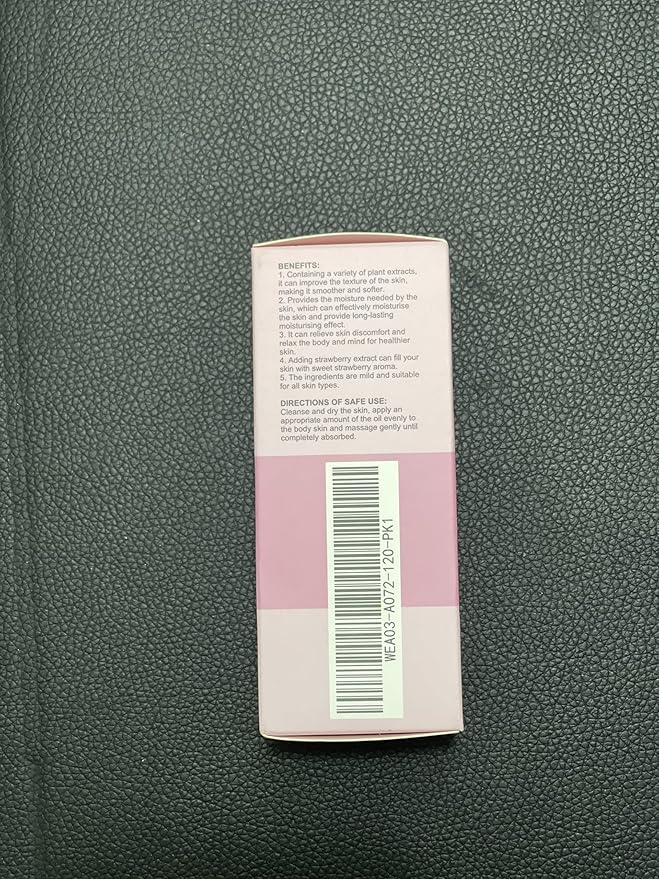 BENEFITS:
1. Containing a variety of plant extracts,
it can improve the texture of the skin,
making it smoother and softer.
2. Provides the moisture needed by the
skin, which can effectively moisturise
the skin and provide long-lasting
moisturising effect.
3. It can relieve skin discomfort and
relax the body and mind for healthier
skin.
4. Adding strawberry extract can fill your
skin with sweet strawberry aroma.
5. The ingredients are mild and suitable
for all skin types.
DIRECTIONS OF SAFE USE:
Cleanse and dry the skin, apply an
appropriate amount of the oil evenly to
the body skin and massage gently until
completely absorbed.
WEA03-A072-120-PK1